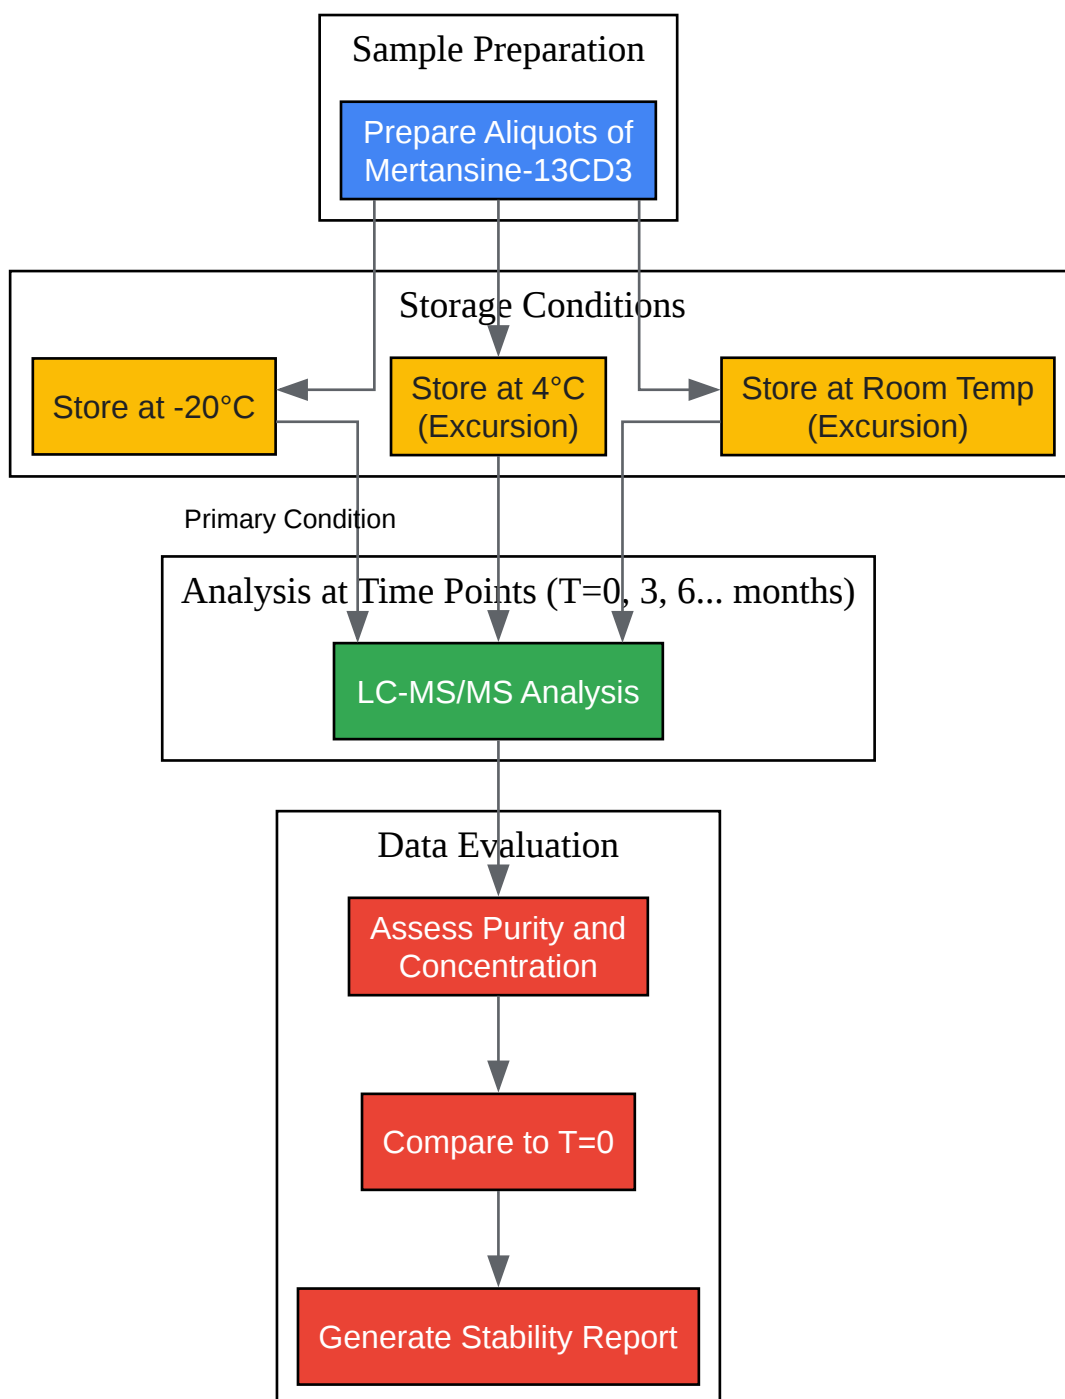 Sample Preparation
Prepare Aliquots of
Mertansine-13CD3
Storage Conditions
Store at -20°C
Store at 4°C
(Excursion)
Store at Room Temp
(Excursion)
Primary Condition
Analysis at Time Points (T=0, 3, 6... months)
LC-MS/MS Analysis
Data Evaluation
Assess Purity and
Concentration
Compare to T=0
Generate Stability Report